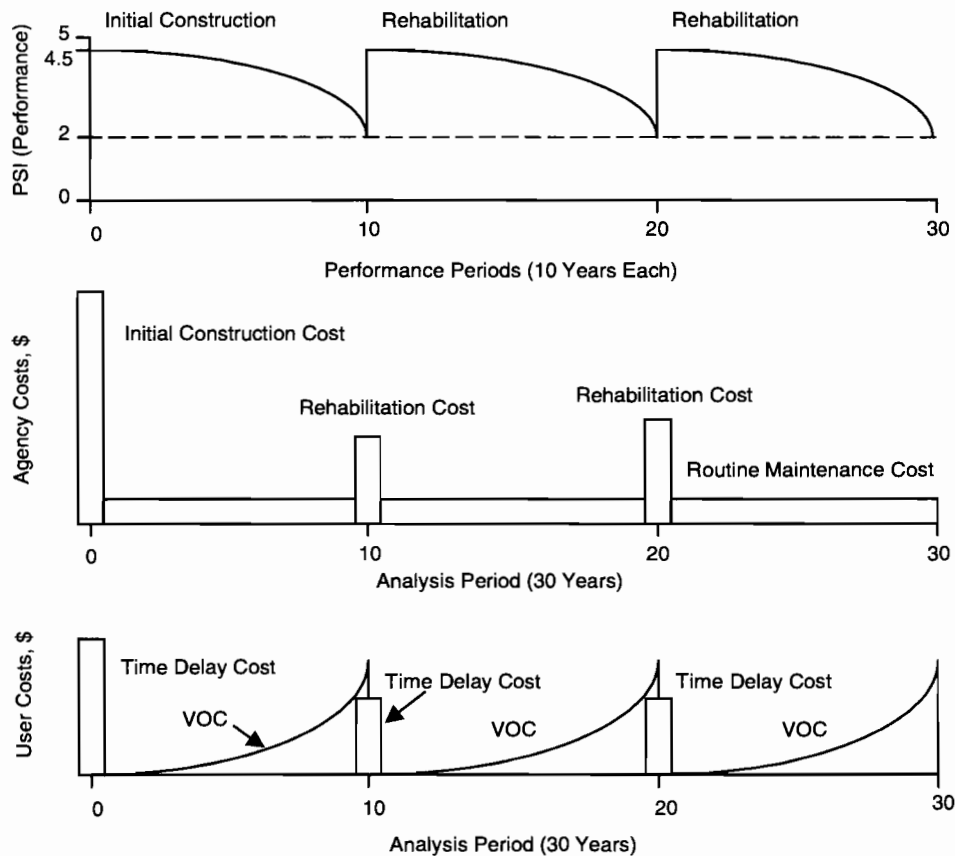 Initial Construction
Rehabilitation
Rehabilitation
PSI (Performance)
5
4.5
2
0
0
10
20
30
Performance Periods (10 Years Each)
Agency Costs, $
Initial Construction Cost
Rehabilitation Cost
Rehabilitation Cost
Routine Maintenance Cost
0
10
20
30
Analysis Period (30 Years)
User Costs, $
Time Delay Cost
Time Delay Cost
Time Delay Cost
VOC
VOC
VOC
0
10
20
30
Analysis Period (30 Years)